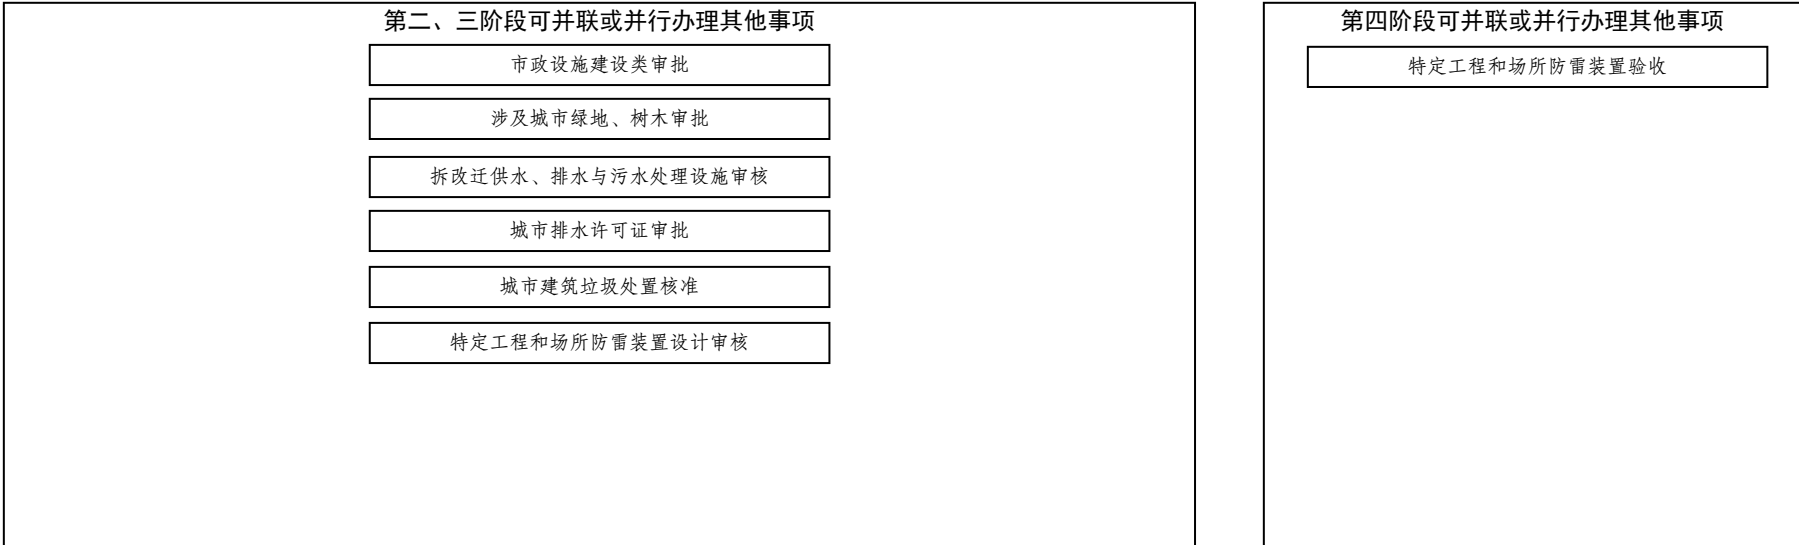 第二、三阶段可并联或并行办理其他事项
市政设施建设类审批
涉及城市绿地、树木审批
拆改迁供水、排水与污水处理设施审核
城市排水许可证审批
城市建筑垃圾处置核准
特定工程和场所防雷装置设计审核
第四阶段可并联或并行办理其他事项
特定工程和场所防雷装置验收